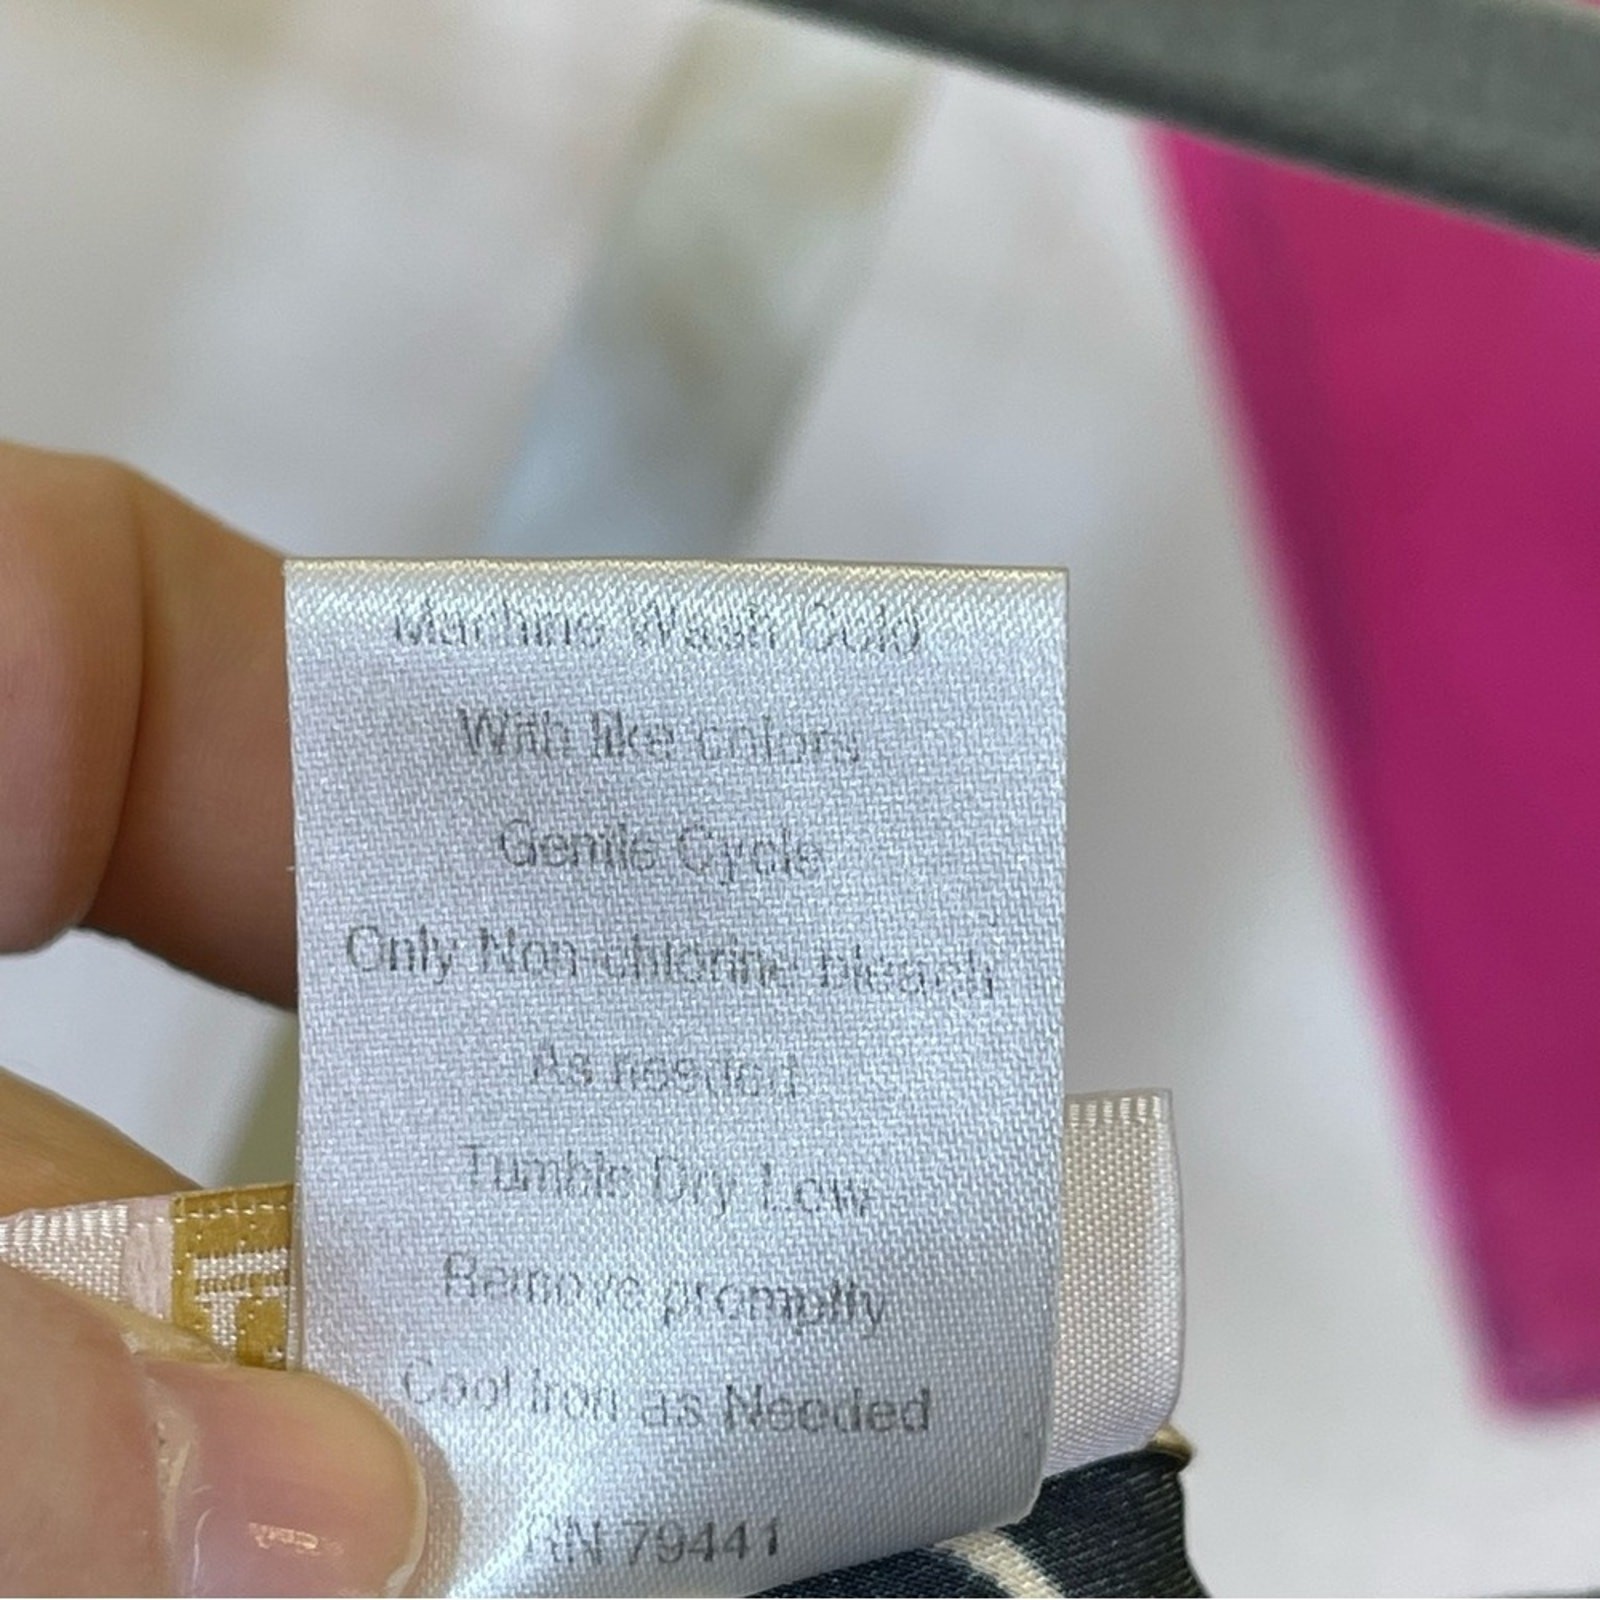 Machine Wash Cold
With like colors
Gentle Cycle
Only Non-chlorine bleach
As needed
Tumble Dry Low
Remove promptly
Cool Iron as Needed
RN 79441